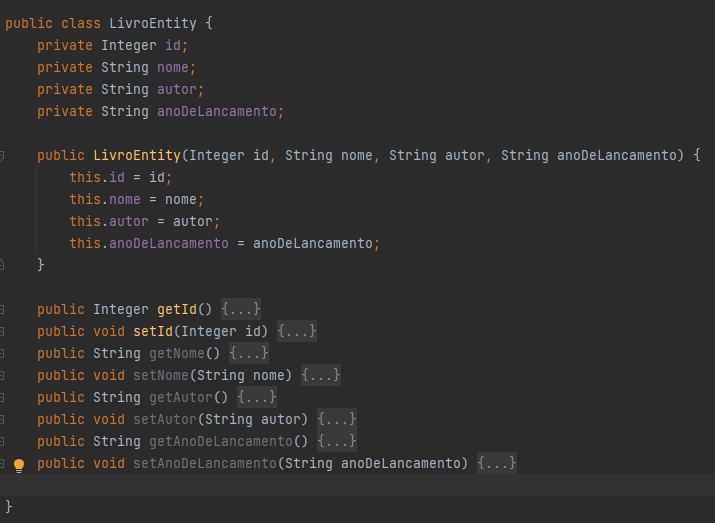 public class LivroEntity {
    private Integer id;
    private String nome;
    private String autor;
    private String anoDeLancamento;
    public LivroEntity(Integer id, String nome, String autor, String anoDeLancamento) {
        this.id = id;
        this.nome = nome;
        this.autor = autor;
        this.anoDeLancamento = anoDeLancamento;
    }
    public Integer getId() {...}
    public void setId(Integer id) {...}
    public String getNome() {...}
    public void setNome(String nome) {...}
    public String getAutor() {...}
    public void setAutor(String autor) {...}
    public String getAnoDeLancamento() {...}
    public void setAnoDeLancamento(String anoDeLancamento) {...}
}